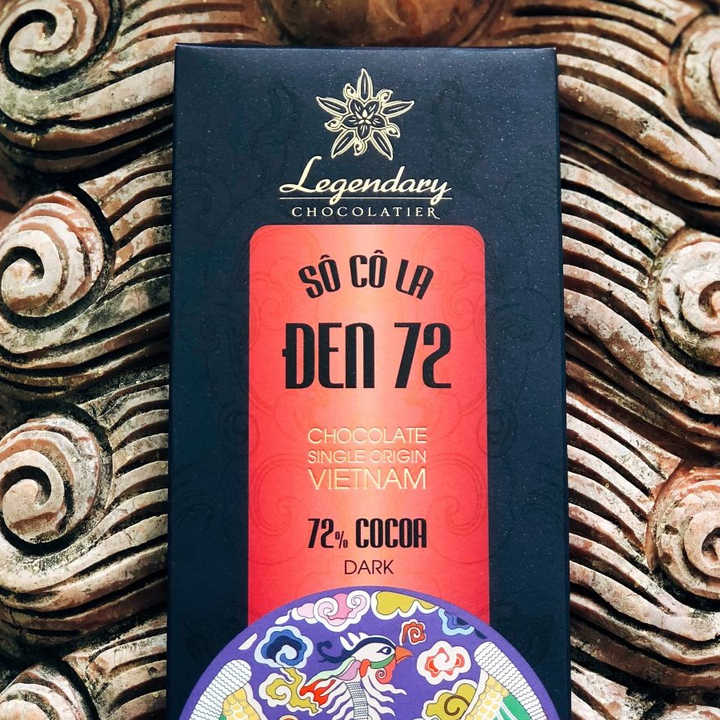 Legendary
CHOCOLATIER
SÔ CÔ LA
ĐEN 72
CHOCOLATE
SINGLE ORIGIN
VIETNAM
72% COCOA
DARK